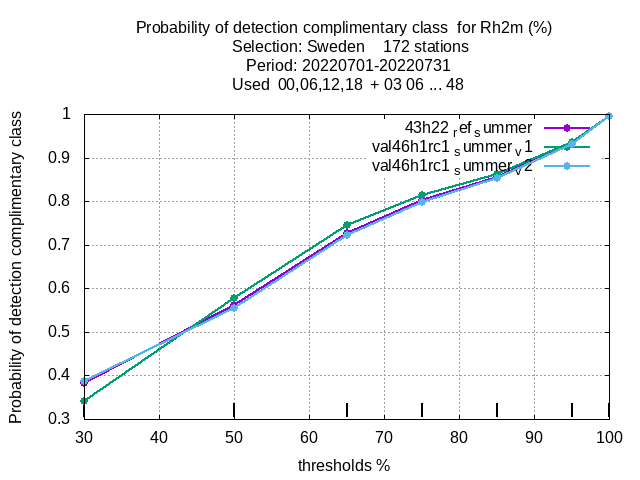 Probability of detection complimentary class for Rh2m (%)
Selection: Sweden 172 stations
Period: 20220701-20220731
Used 00,06,12,18 + 03 06 ... 48
Probability of detection complimentary class
1
0.9
0.8
0.7
0.6
0.5
0.4
0.3
43h22 ref summer
val46h1rc1 summer v1
val46h1rc1 summer v2
30 40 50 60 70 80 90 100
thresholds %